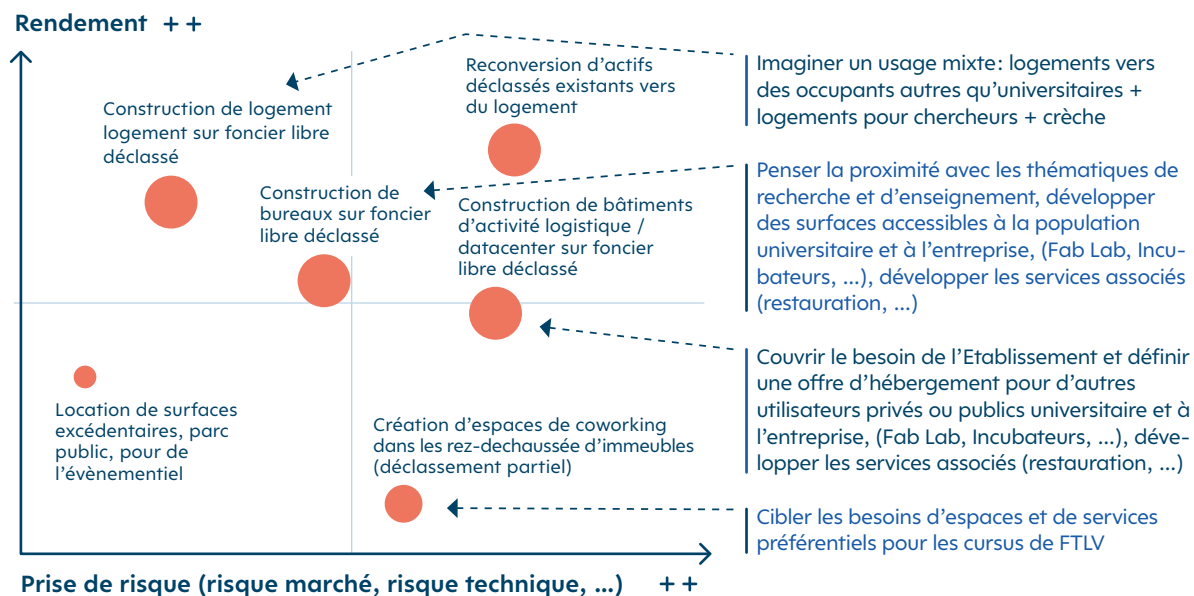 Rendement ++
Reconversion d'actifs
déclassés existants vers
du logement
Construction de logement
logement sur foncier libre
déclassé
Construction de
bureaux sur foncier
libre déclassé
Construction de bâtiments
d'activité logistique /
datacenter sur foncier
libre déclassé
Location de surfaces
excédentaires, parc
public, pour de
l'évènementiel
Création d'espaces de coworking
dans les rez-dechaussée d'immeubles
(déclassement partiel)
Prise de risque (risque marché, risque technique, ...) ++
Imaginer un usage mixte: logements vers
des occupants autres qu'universitaires +
logements pour chercheurs + crèche
Penser la proximité avec les thématiques de
recherche et d'enseignement, développer
des surfaces accessibles à la population
universitaire et à l'entreprise, (Fab Lab, Incu-
bateurs, ...), développer les services associés
(restauration, ...)
Couvrir le besoin de l'Etablissement et définir
une offre d'hébergement pour d'autres
utilisateurs privés ou publics universitaire et à
l'entreprise, (Fab Lab, Incubateurs, ...), déve-
lopper les services associés (restauration, ...)
Cibler les besoins d'espaces et de services
préférentiels pour les cursus de FTLV